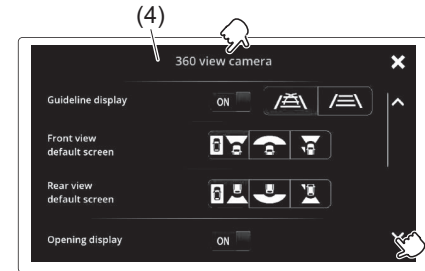 (4)
360 view camera
Guideline display
ON
Front view
default screen
Rear view
default screen
Opening display
ON